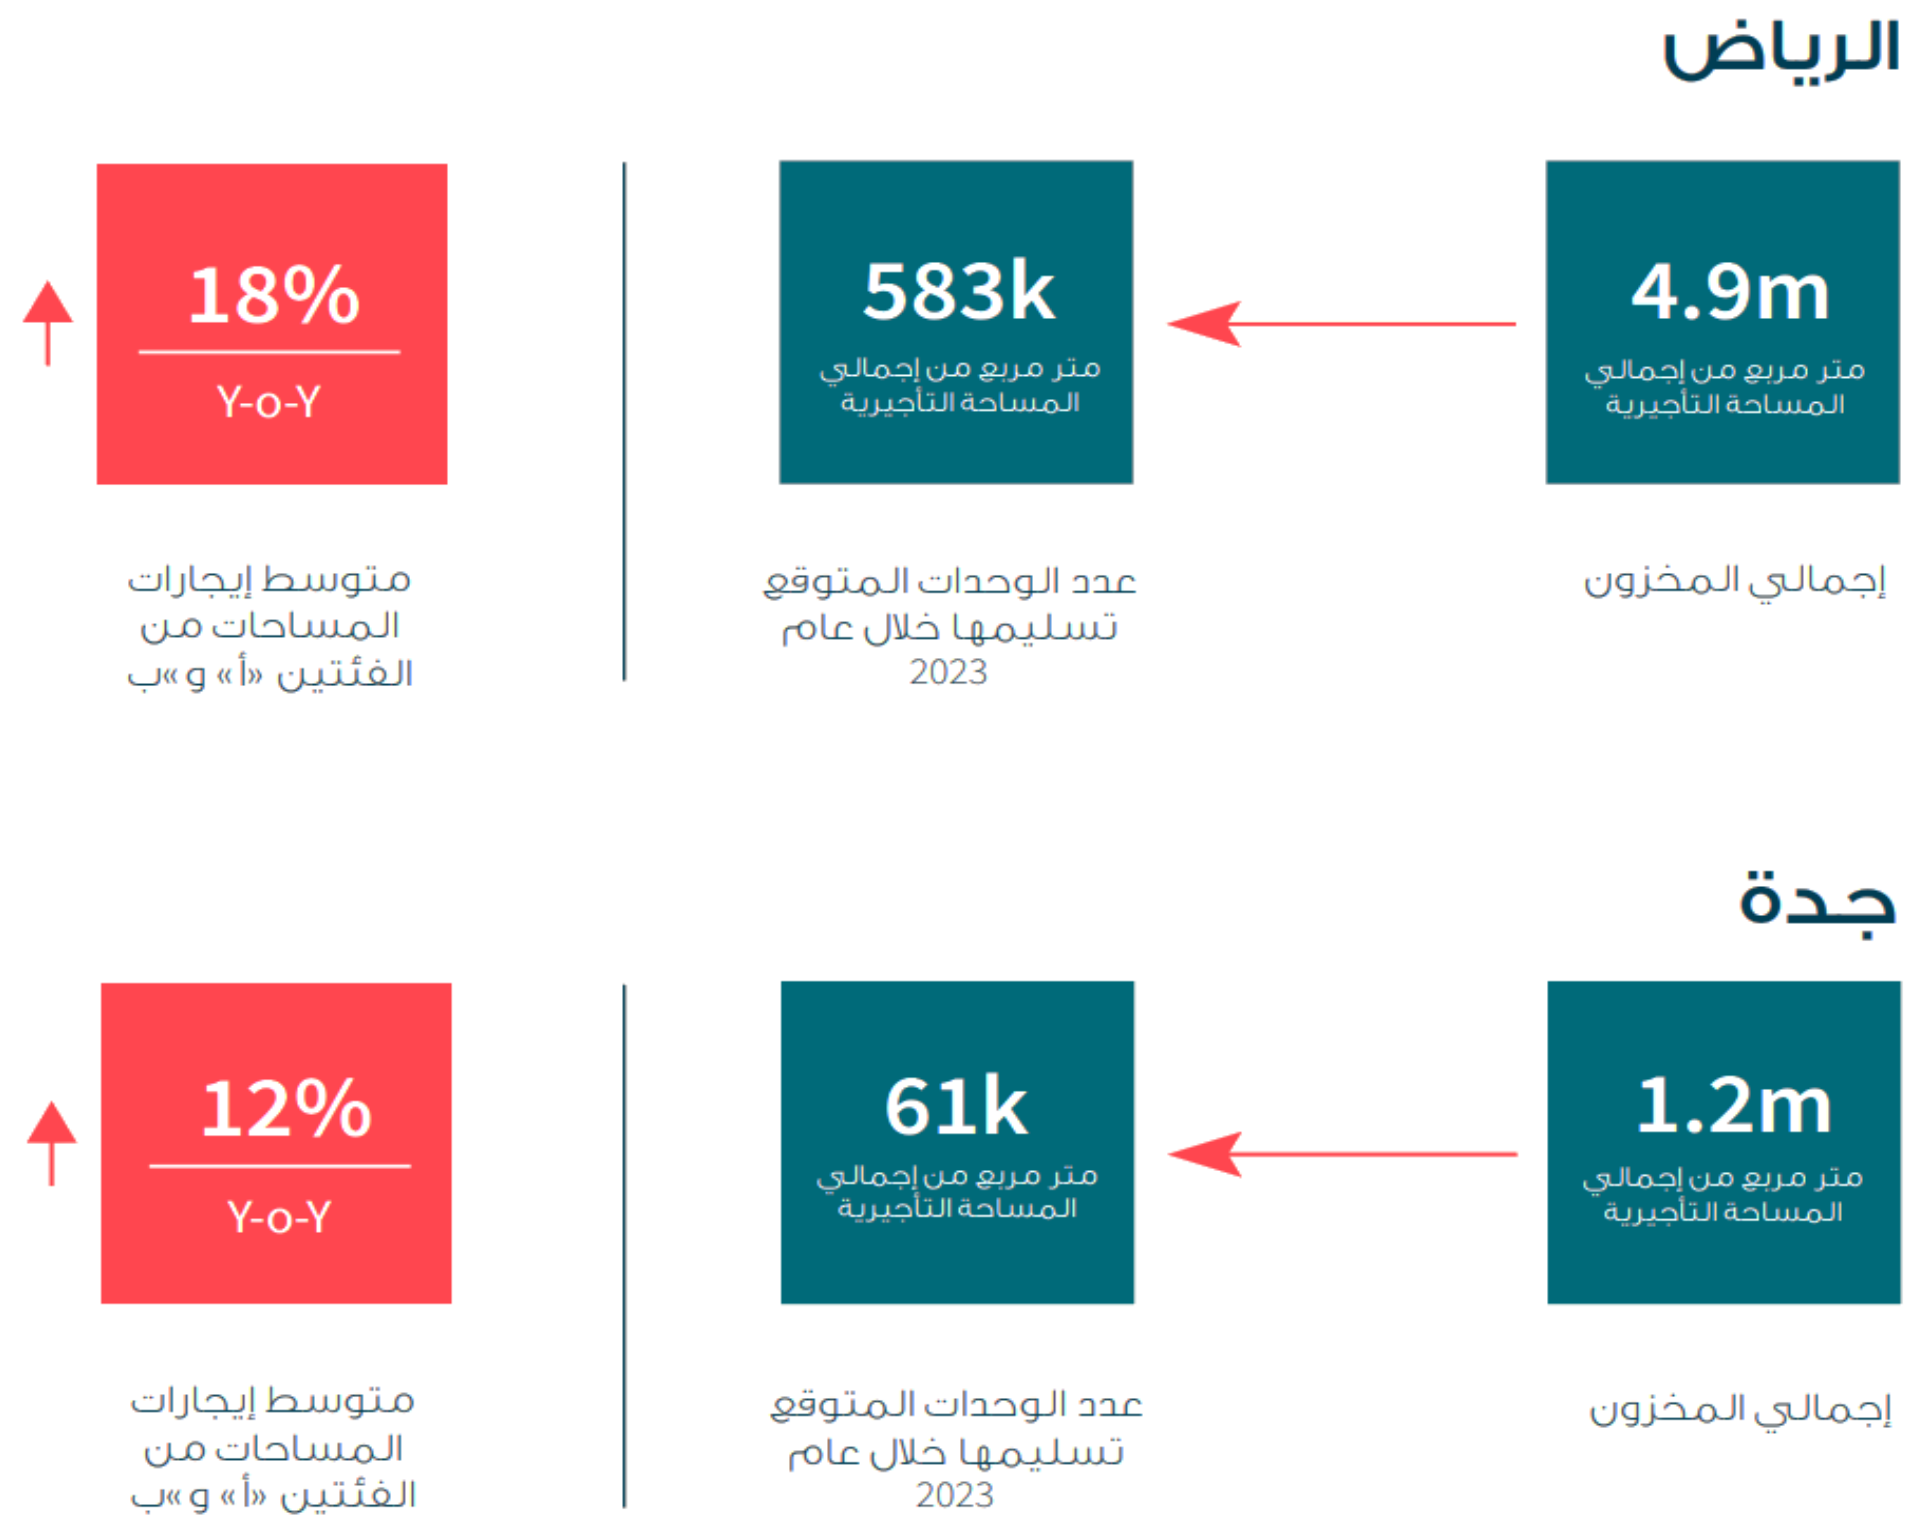 الرياض
4.9m
متر مربع من إجمالي
المساحة التأجيرية
إجمالي المخزون
583k
متر مربع من إجمالي
المساحة التأجيرية
عدد الوحدات المتوقع
تسليمها خلال عام
2023
18%
Y-o-Y
متوسط إيجارات
المساحات من
الفئتين «أ» و »ب«
جدة
1.2m
متر مربع من إجمالي
المساحة التأجيرية
إجمالي المخزون
61k
متر مربع من إجمالي
المساحة التأجيرية
عدد الوحدات المتوقع
تسليمها خلال عام
2023
12%
Y-o-Y
متوسط إيجارات
المساحات من
الفئتين «أ» و »ب«